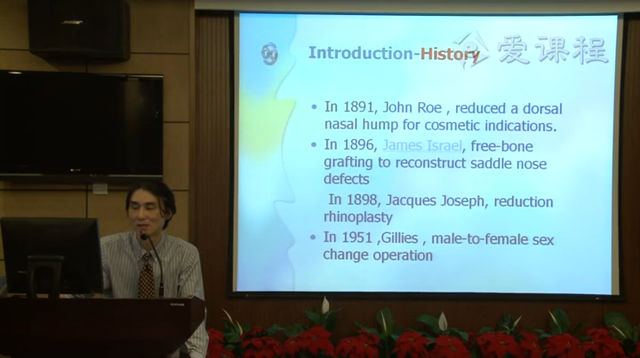 Introduction-History
爱课程
• In 1891, John Roe , reduced a dorsal
nasal hump for cosmetic indications.
• In 1896, James Israel, free-bone
grafting to reconstruct saddle nose
defects
In 1898, Jacques Joseph, reduction
rhinoplasty
• In 1951 ,Gillies , male-to-female sex
change operation